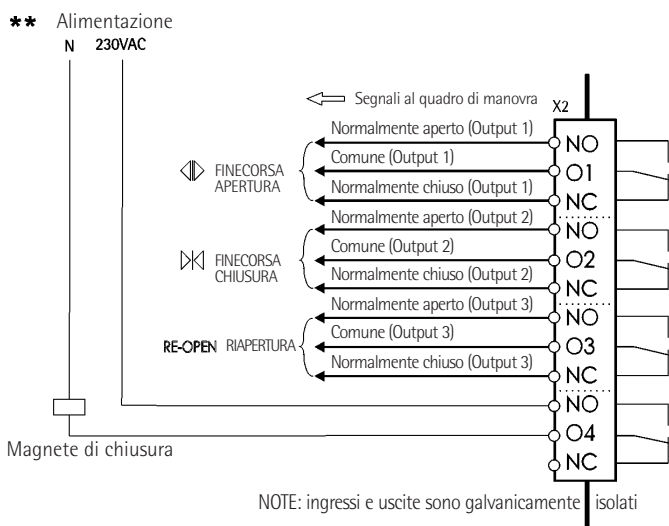 ** Alimentazione
N 230VAC
Segnali al quadro di manovra
X2
Normalmente aperto (Output 1)
NO
FINECORSA
APERTURA
Comune (Output 1)
O1
Normalmente chiuso (Output 1)
NC
Normalmente aperto (Output 2)
NO
FINECORSA
CHIUSURA
Comune (Output 2)
O2
Normalmente chiuso (Output 2)
NC
Normalmente aperto (Output 3)
NO
RE-OPEN RIAPERTURA
Comune (Output 3)
O3
Normalmente chiuso (Output 3)
NC
NO
O4
Magnete di chiusura
NC
NOTE: ingressi e uscite sono galvanicamente isolati